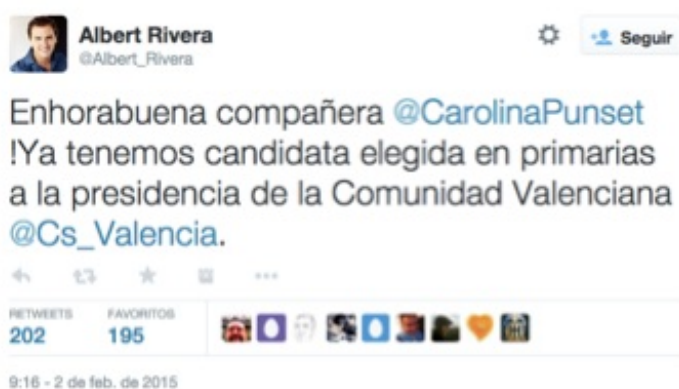 Albert Rivera
@Albert_Rivera
Seguir
Enhorabuena compañera @CarolinaPunset
!Ya tenemos candidata elegida en primarias
a la presidencia de la Comunidad Valenciana
@Cs_Valencia.
RETWEETS
202
FAVORITOS
195
9:16 - 2 de feb. de 2015